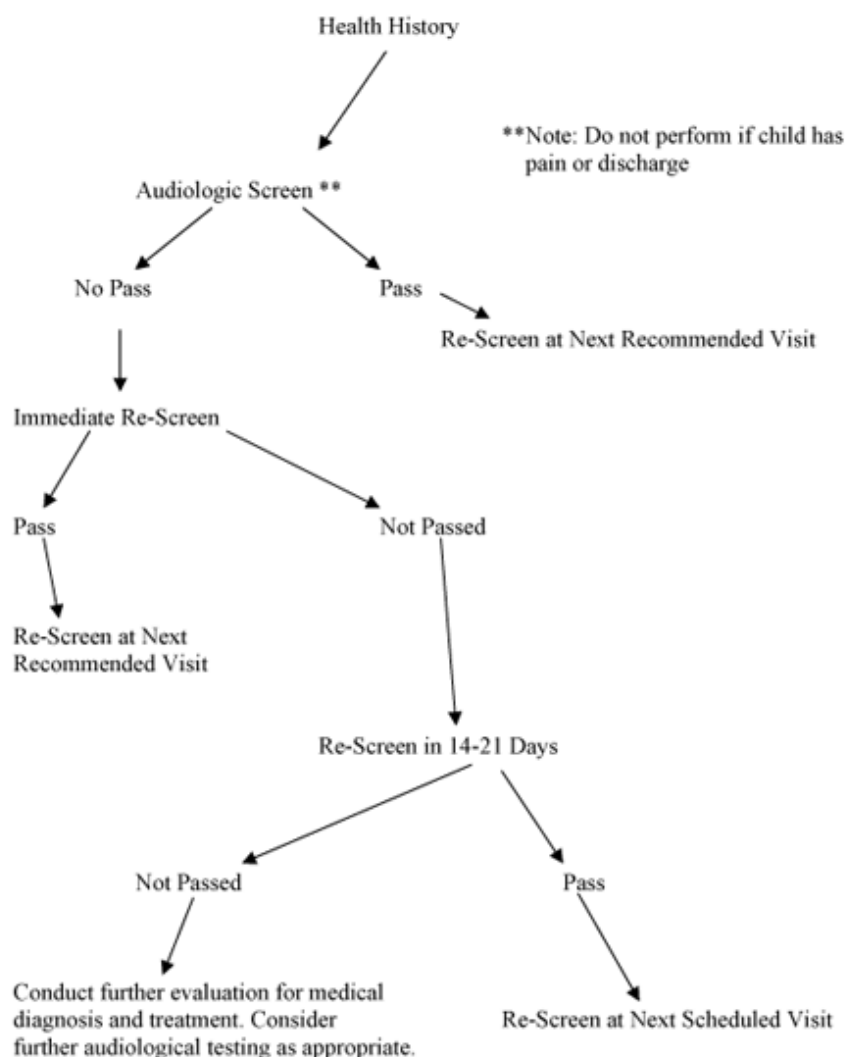 Health History
**Note: Do not perform if child has
pain or discharge
Audiologic Screen **
No Pass
Pass
Re-Screen at Next Recommended Visit
Immediate Re-Screen
Pass
Not Passed
Re-Screen at Next
Recommended Visit
Re-Screen in 14-21 Days
Not Passed
Pass
Conduct further evaluation for medical
diagnosis and treatment. Consider
further audiological testing as appropriate.
Re-Screen at Next Scheduled Visit